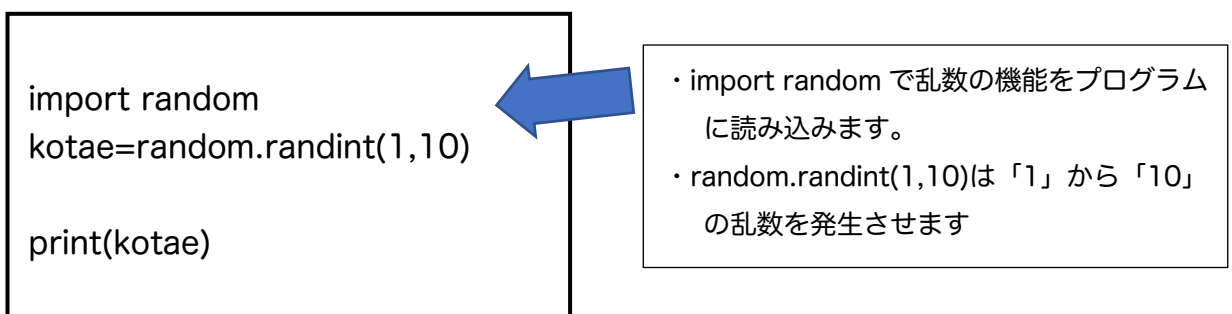 import random
kotae=random.randint(1,10)
print(kotae)
・import random で乱数の機能をプログラム
に読み込みます。
・random.randint(1,10)は「1」から「10」
の乱数を発生させます